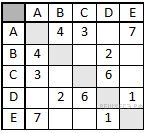 A B C D E
A 4 3 7
B 4 2
C 3 6
D 2 6 1
E 7 1